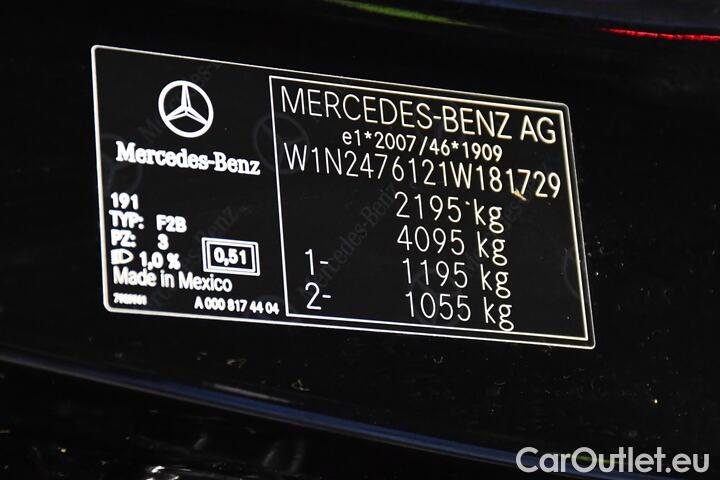 Mercedes-Benz
191
TYP: F2B
PZ: 3
1,0 %
0,51
Made in Mexico
A 000 817 44 04
MERCEDES-BENZ AG
e1*2007/46*1909
W1N2476121W181729
2195 kg
4095 kg
1- 1195 kg
2- 1055 kg
CarOutlet.eu